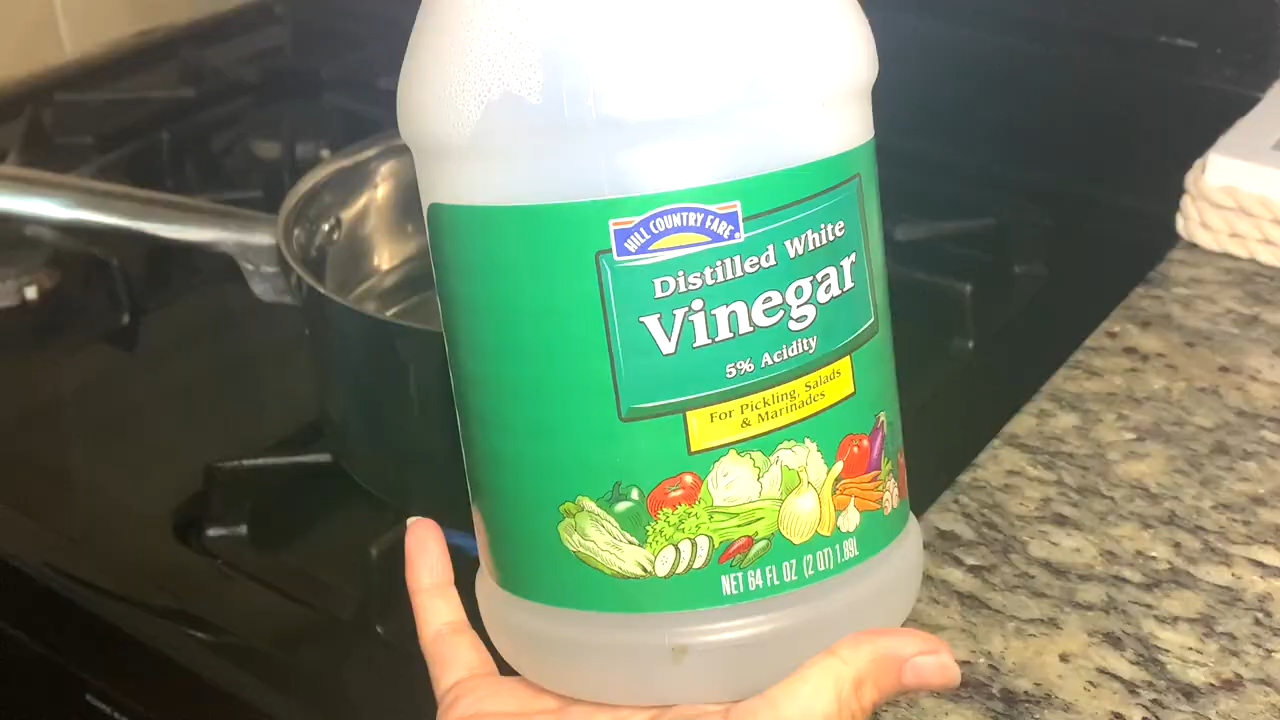 HILL COUNTRY FARE
Distilled White
Vinegar
5% Acidity
For Pickling, Salads
& Marinades
NET 64 FL OZ (2 QT) 1.89L